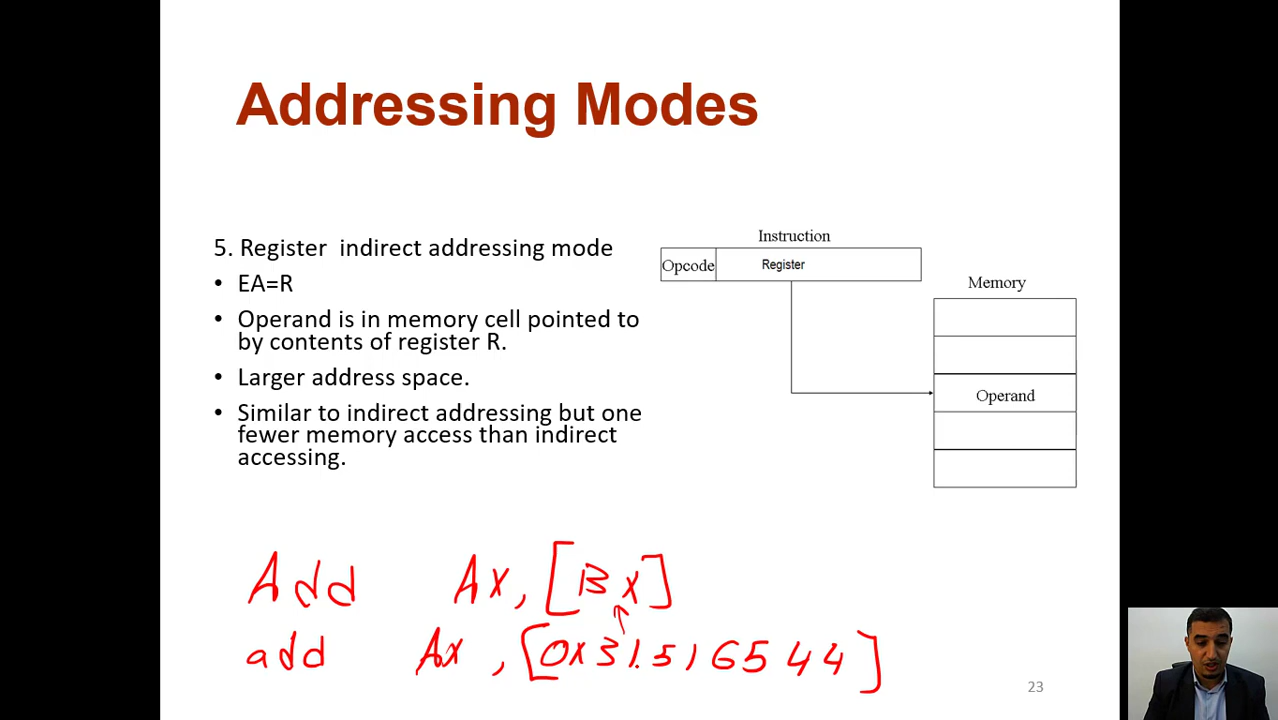 Addressing Modes
5. Register indirect addressing mode
• EA=R
• Operand is in memory cell pointed to
by contents of register R.
• Larger address space.
• Similar to indirect addressing but one
fewer memory access than indirect
accessing.
Instruction
Opcode Register
Memory
Operand
Add Ax, [Bx]
add Ax, [0x31516544]
23